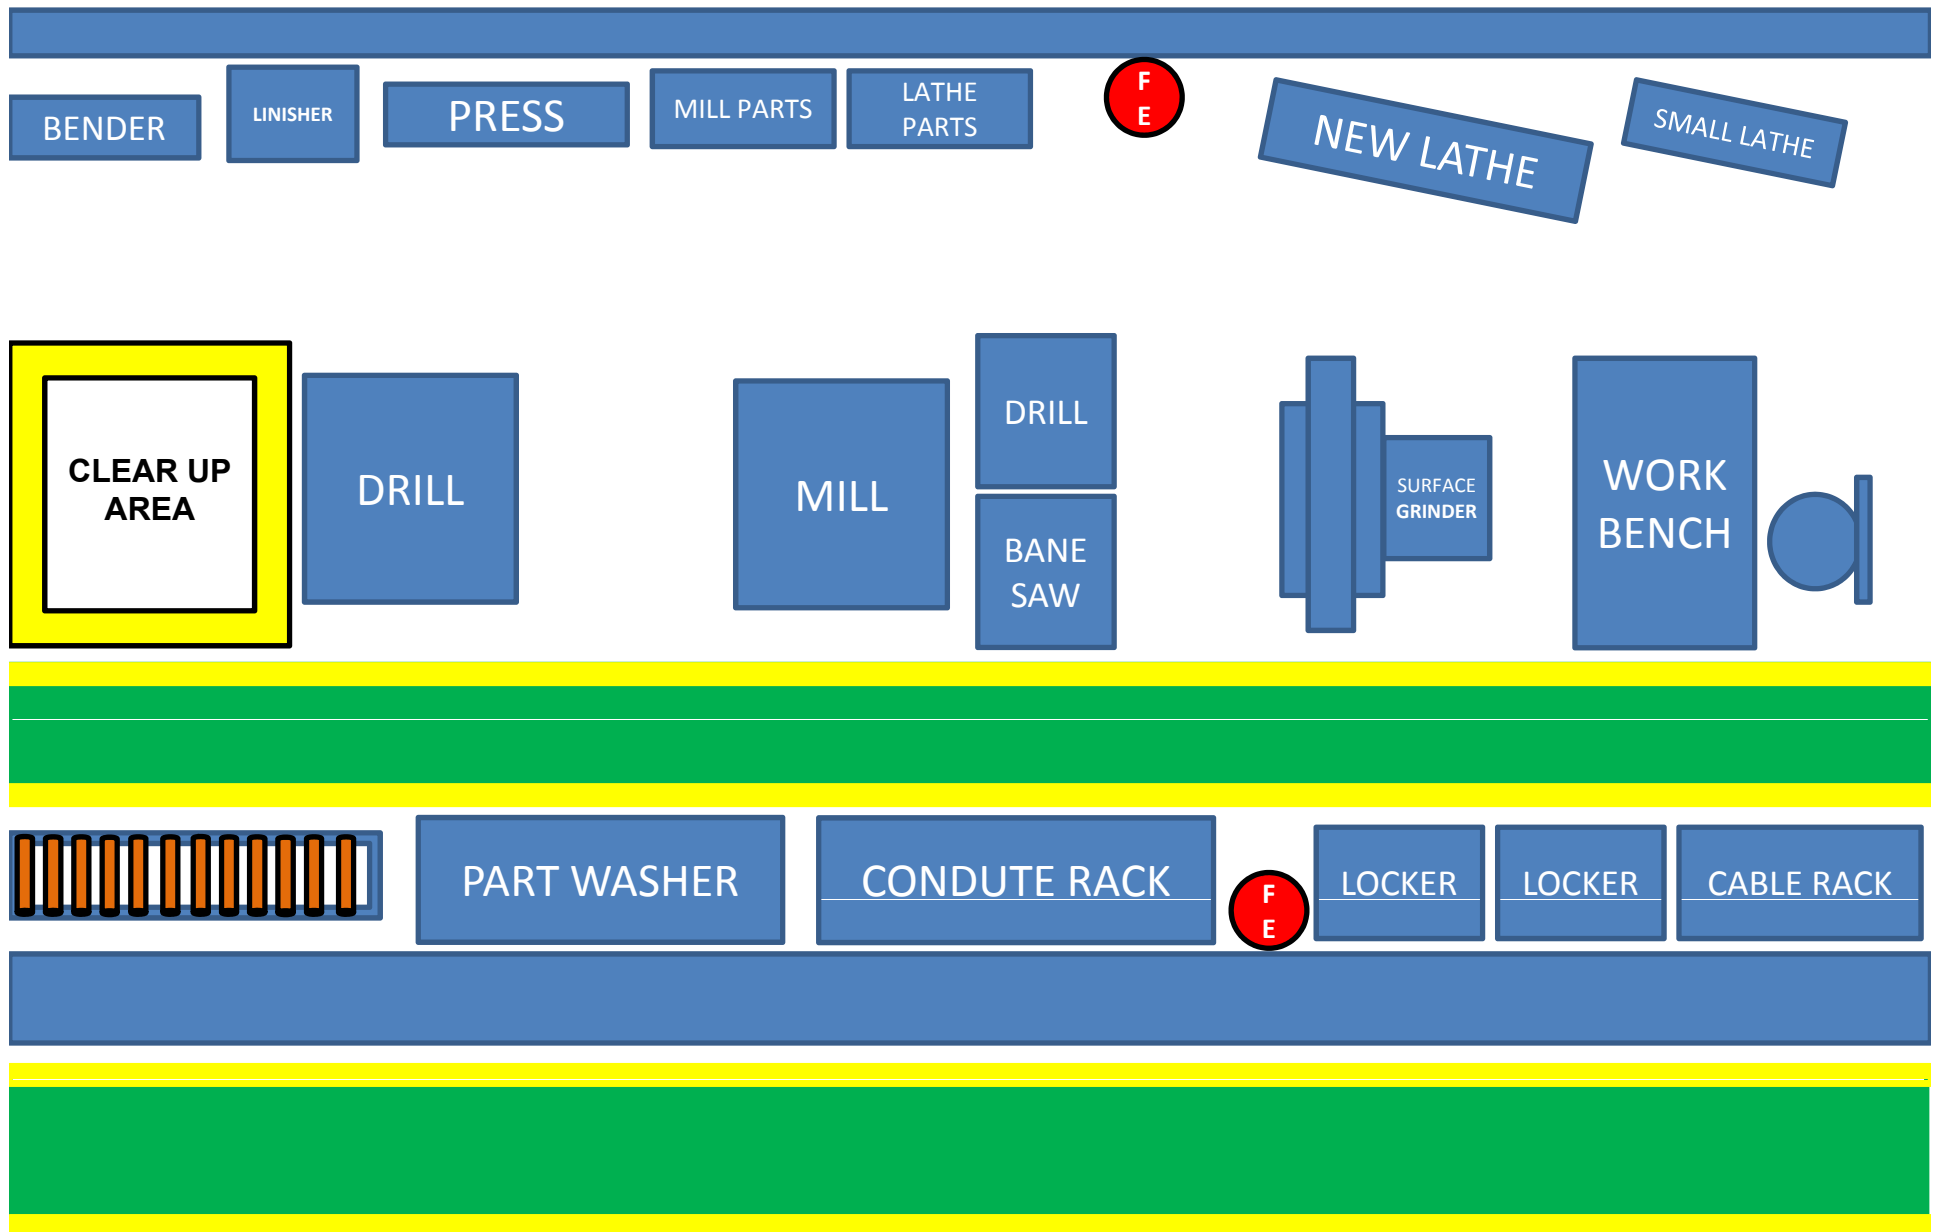 BENDER
LINISHER
PRESS
MILL PARTS
LATHE
PARTS
F
E
NEW LATHE
SMALL LATHE
CLEAR UP
AREA
DRILL
MILL
DRILL
BANE
SAW
SURFACE
GRINDER
WORK
BENCH
PART WASHER
CONDUTE RACK
F
E
LOCKER
LOCKER
CABLE RACK